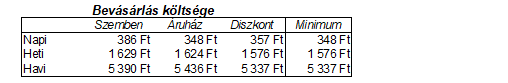 Bevásárlás költsége
Szemben Áruház Diszkont Minimum
Napi 386 Ft 348 Ft 357 Ft 348 Ft
Heti 1 629 Ft 1 624 Ft 1 576 Ft 1 576 Ft
Havi 5 390 Ft 5 436 Ft 5 337 Ft 5 337 Ft